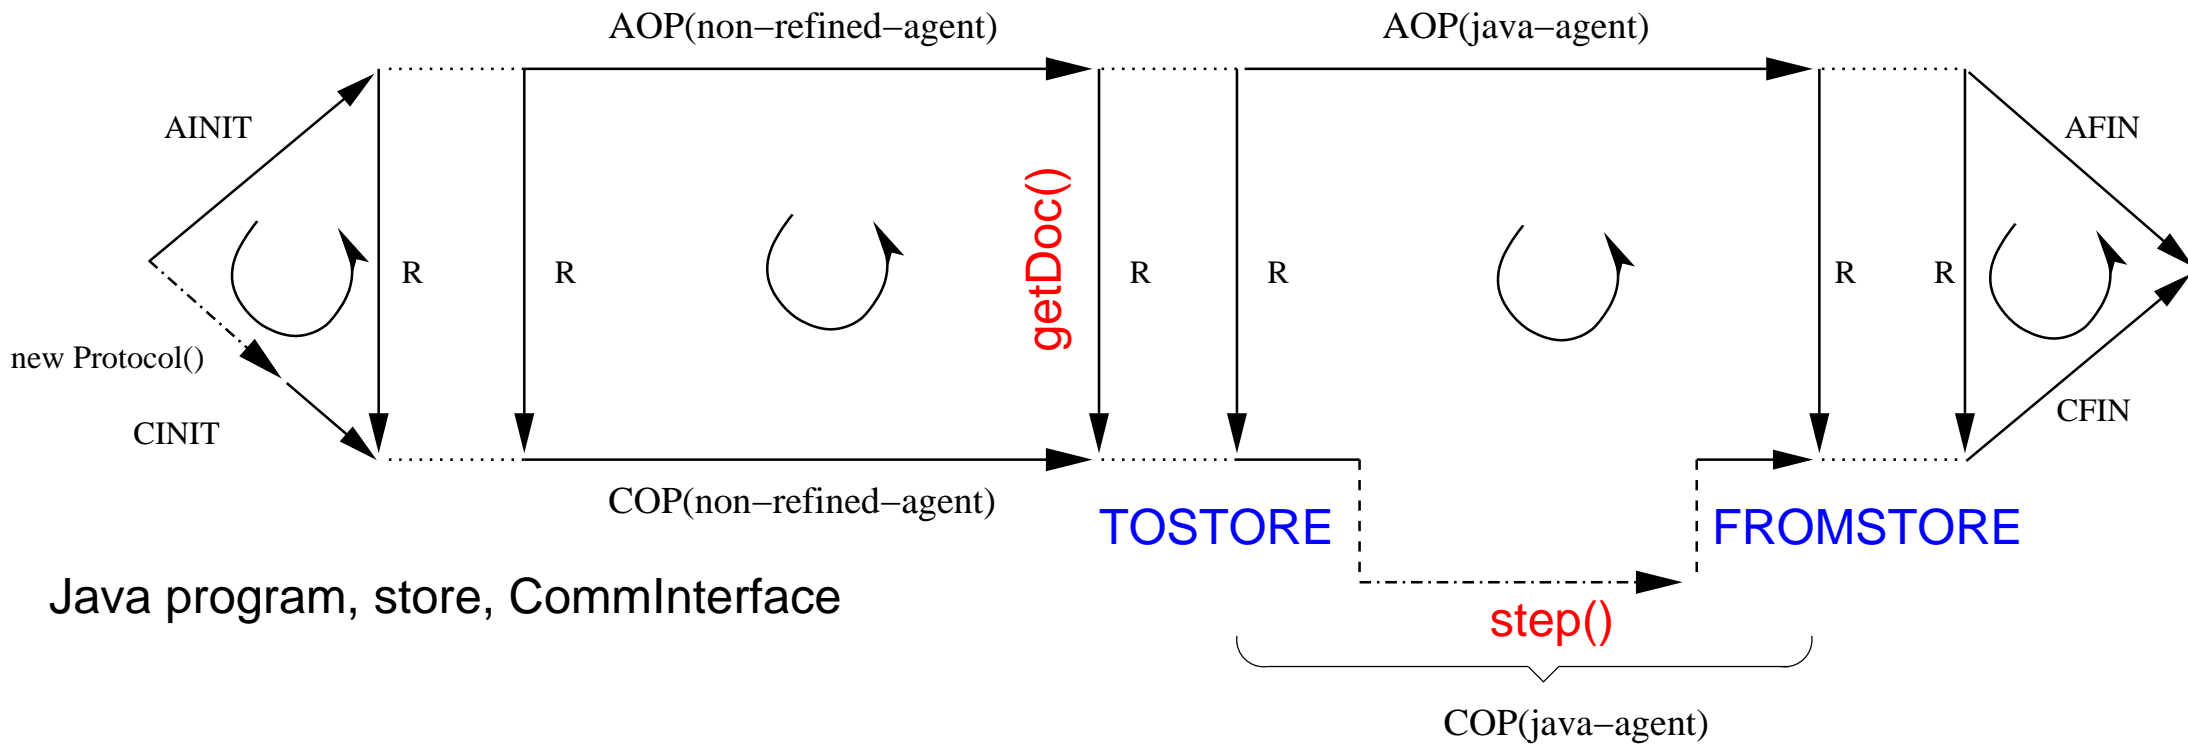 AOP(non−refined−agent)
AOP(java−agent)
AINIT
AFIN
getDoc()
R
R
R
R
R
R
new Protocol()
CINIT
CFIN
COP(non−refined−agent)
TOSTORE
FROMSTORE
Java program, store, CommInterface
step()
COP(java−agent)